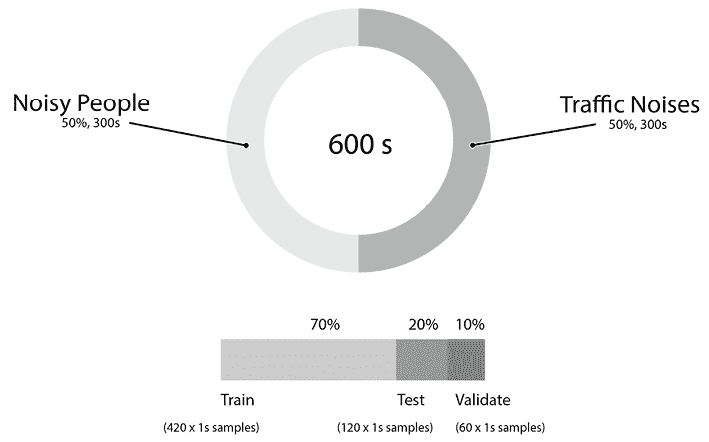 Noisy People
50%, 300s
600 s
Traffic Noises
50%, 300s
70% 20% 10%
Train Test Validate
(420 x 1s samples) (120 x 1s samples) (60 x 1s samples)